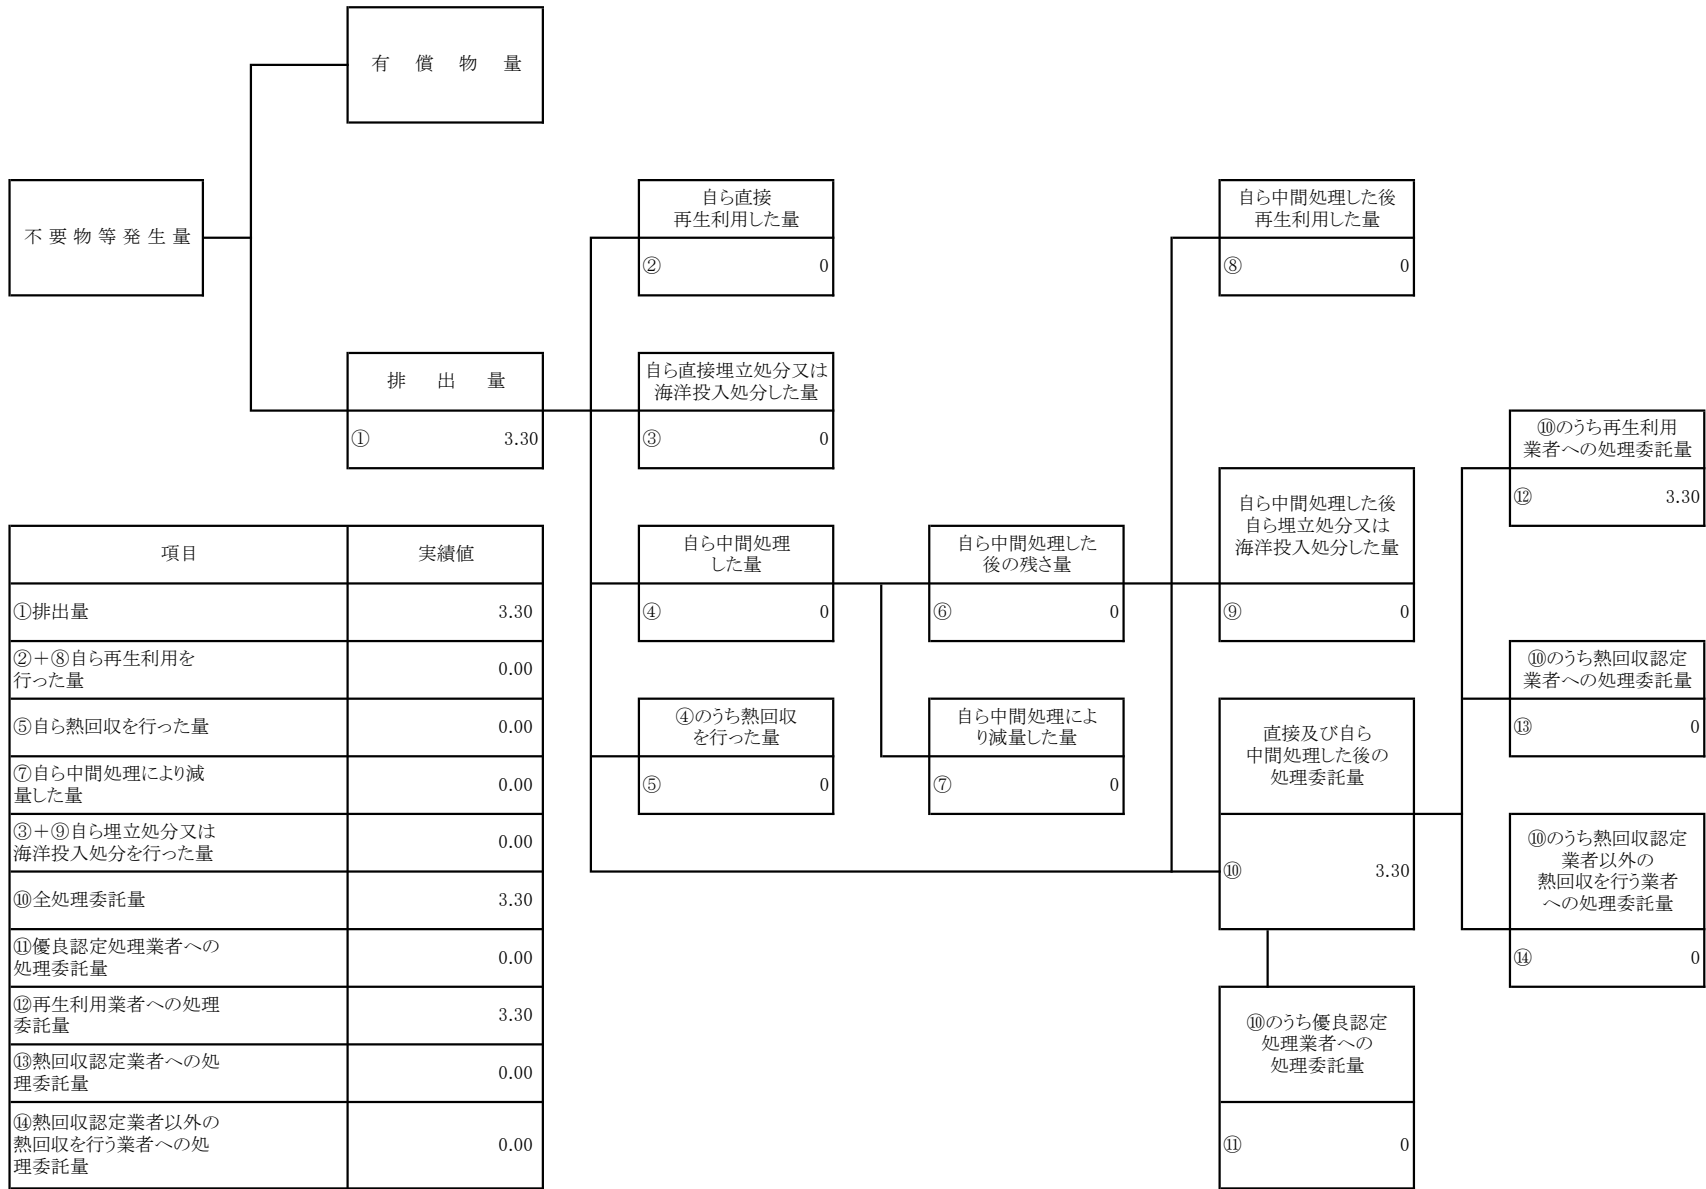 有償物量
不要物等発生量
自ら直接
再生利用した量
②　0
自ら中間処理した後
再生利用した量
⑧　0
排出量
①　3.30
自ら直接埋立処分又は
海洋投入処分した量
③　0
⑩のうち再生利用
業者への処理委託量
⑫　3.30
自ら中間処理した後
自ら埋立処分又は
海洋投入処分した量
⑨　0
自ら中間処理
した量
④　0
自ら中間処理した
後の残さ量
⑥　0
⑩のうち熱回収認定
業者への処理委託量
⑬　0
④のうち熱回収
を行った量
⑤　0
自ら中間処理によ
り減量した量
⑦　0
直接及び自ら
中間処理した後の
処理委託量
⑩　3.30
⑩のうち熱回収認定
業者以外の
熱回収を行う業者
への処理委託量
⑭　0
⑩のうち優良認定
処理業者への
処理委託量
⑪　0
項目　実績値
①排出量　3.30
②＋⑧自ら再生利用を
行った量　0.00
⑤自ら熱回収を行った量　0.00
⑦自ら中間処理により減
量した量　0.00
③＋⑨自ら埋立処分又は
海洋投入処分を行った量　0.00
⑩全処理委託量　3.30
⑪優良認定処理業者への
処理委託量　0.00
⑫再生利用業者への処理
委託量　3.30
⑬熱回収認定業者への処
理委託量　0.00
⑭熱回収認定業者以外の
熱回収を行う業者への処
理委託量　0.00